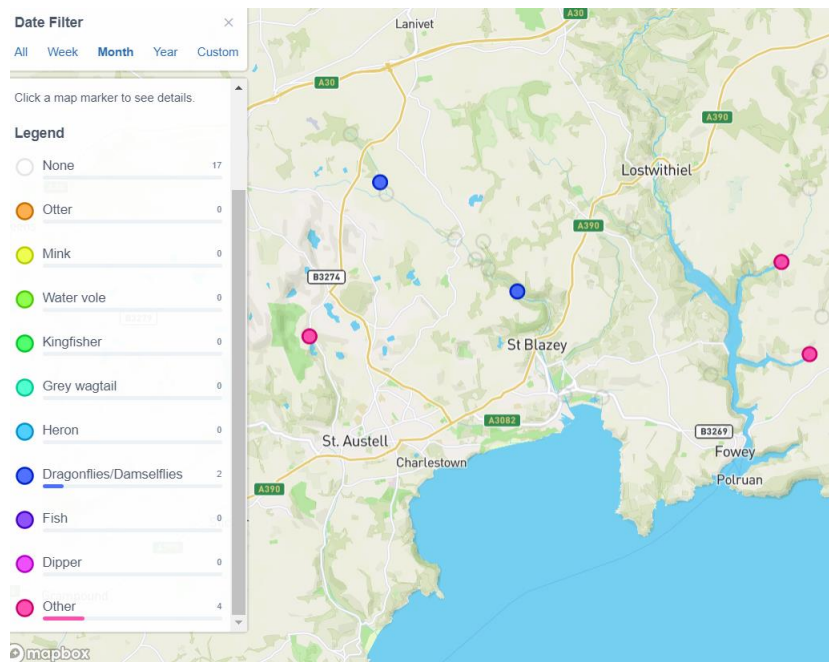 Date Filter ×
All Week Month Year Custom
Click a map marker to see details.
Legend
None 17
Otter 0
Mink 0
Water vole 0
Kingfisher 0
Grey wagtail 0
Heron 0
Dragonflies/Damselflies 2
Fish 0
Dipper 0
Other 4
mapbox
Lanivet
A30
A30
A390
Lostwithiel
A390
B3274
St Blazey
A3082
St. Austell
B3269
Charlestown
Fowey
Polruan
A390